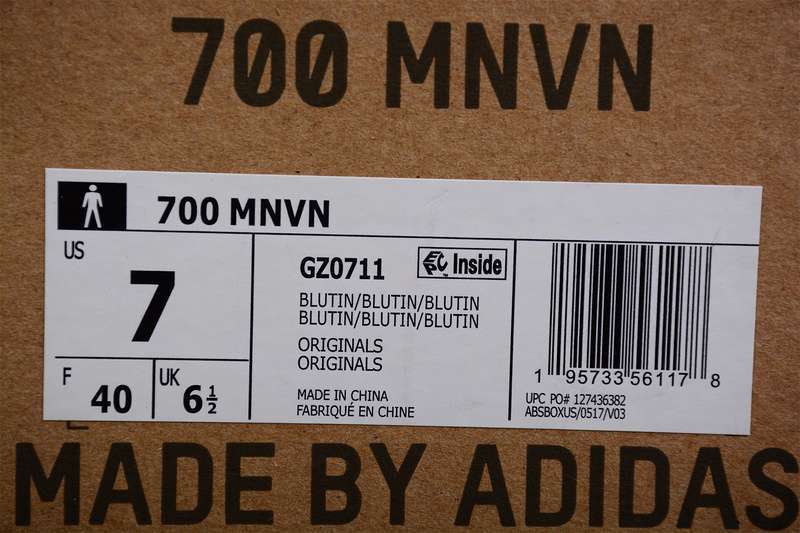 700 MNVN
700 MNVN
US
7
F
40
UK
6½
GZ0711
Inside
BLUTIN/BLUTIN/BLUTIN
BLUTIN/BLUTIN/BLUTIN
ORIGINALS
ORIGINALS
MADE IN CHINA
FABRIQUÉ EN CHINE
1 95733 56117 8
UPC PO# 127436382
ABSBOXUS/0517/V03
MADE BY ADIDAS